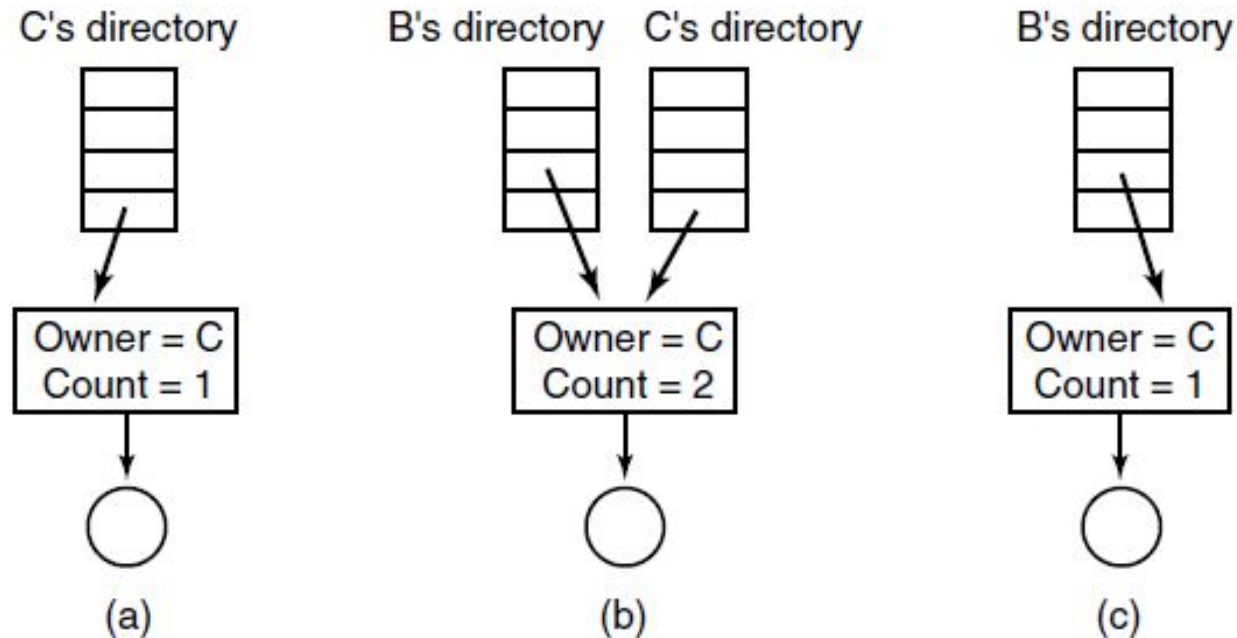 C's directory
B's directory
C's directory
B's directory
Owner = C
Count = 1
Owner = C
Count = 2
Owner = C
Count = 1
(a)
(b)
(c)